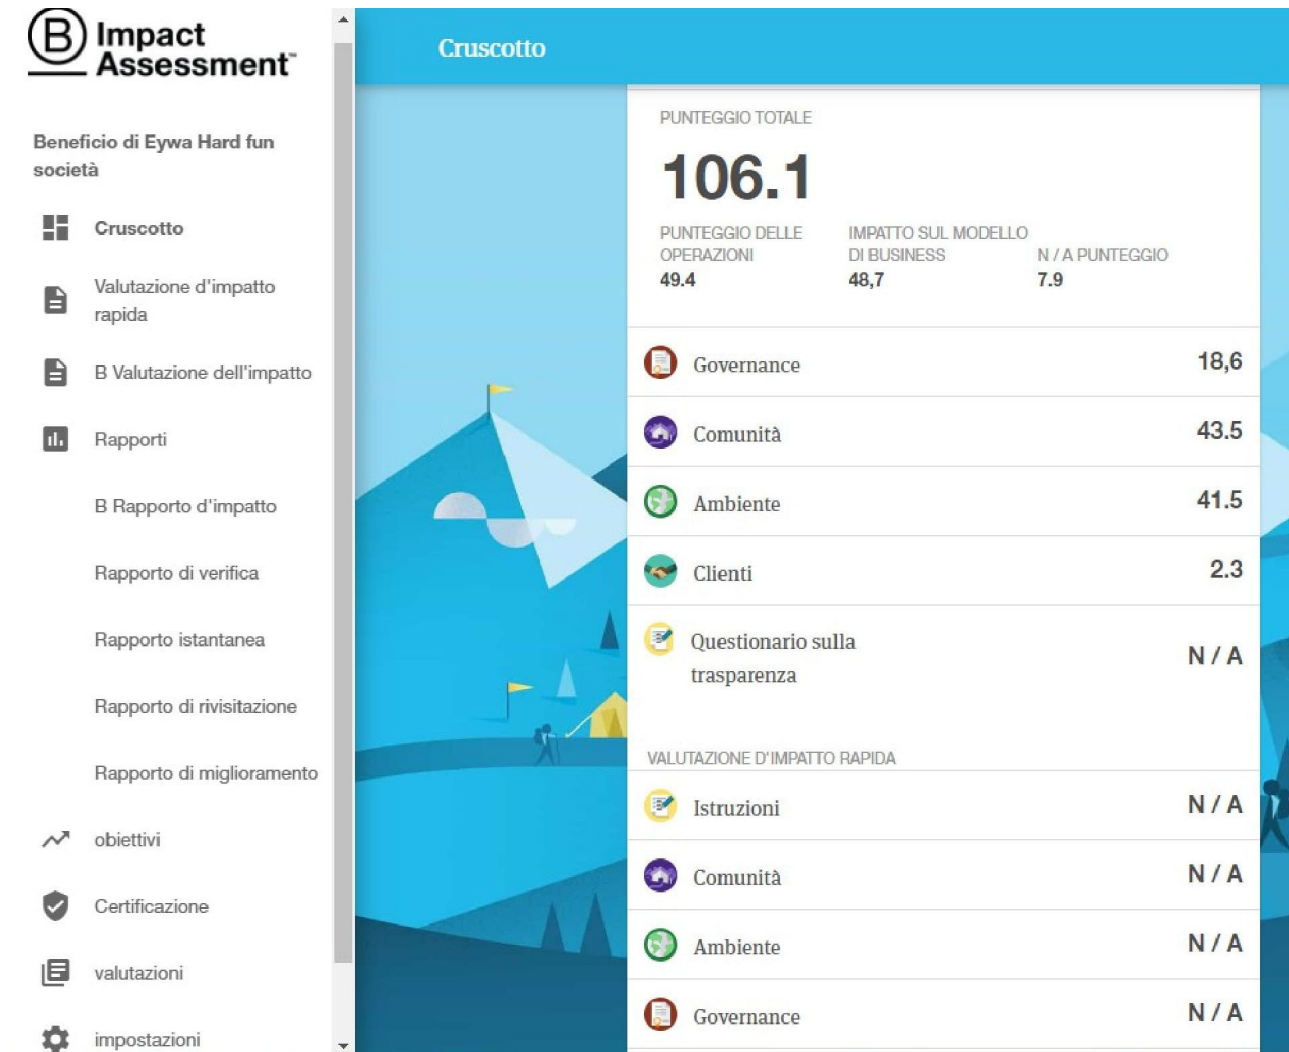 B Impact
Assessment™
Beneficio di Eywa Hard fun
società
Cruscotto
Valutazione d'impatto
rapida
B Valutazione dell'impatto
Rapporti
B Rapporto d'impatto
Rapporto di verifica
Rapporto istantanea
Rapporto di rivisitazione
Rapporto di miglioramento
obiettivi
Certificazione
valutazioni
impostazioni
Cruscotto
PUNTEGGIO TOTALE
106.1
PUNTEGGIO DELLE
OPERAZIONI
49.4
IMPATTO SUL MODELLO
DI BUSINESS
48,7
N / A PUNTEGGIO
7.9
Governance 18,6
Comunità 43.5
Ambiente 41.5
Clienti 2.3
Questionario sulla
trasparenza
N / A
VALUTAZIONE D'IMPATTO RAPIDA
Istruzioni N / A
Comunità N / A
Ambiente N / A
Governance N / A